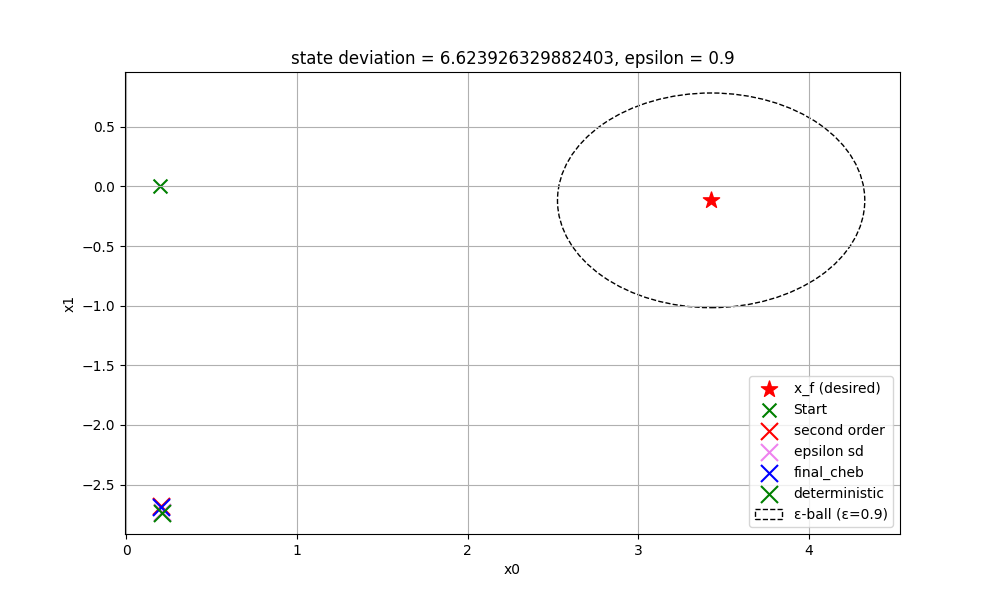 state deviation = 6.623926329882403, epsilon = 0.9
0.5
0.0
−0.5
−1.0
−1.5
−2.0
−2.5
x1
0
1
2
3
4
x0
x_f (desired)
Start
second order
epsilon sd
final_cheb
deterministic
ε-ball (ε=0.9)